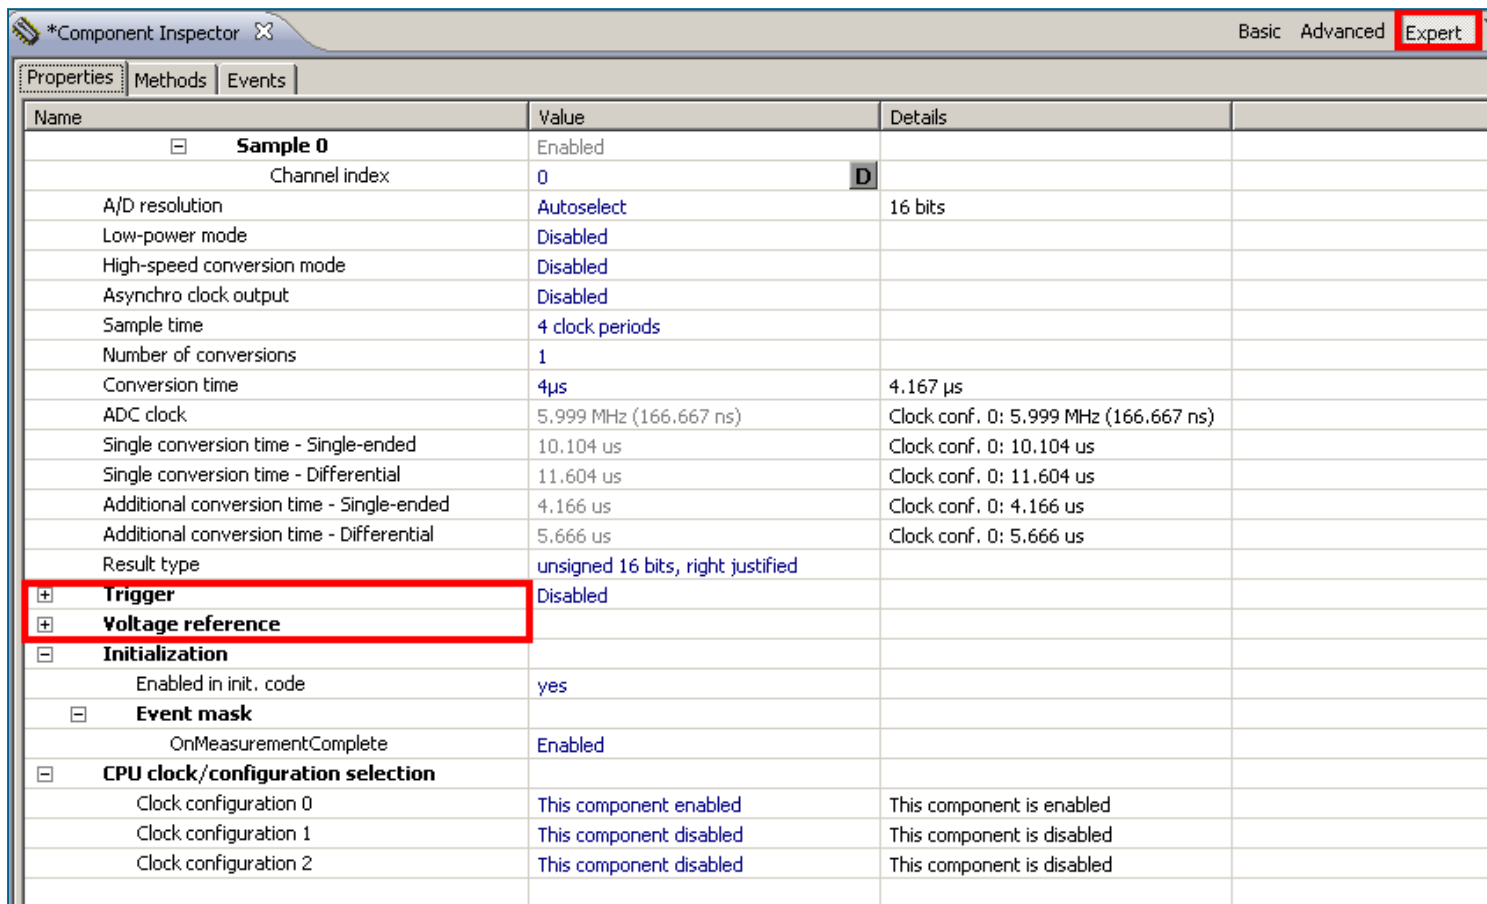 *Component Inspector
Basic Advanced Expert
Properties Methods Events
Name Value Details
Sample 0 Enabled
Channel index 0 D
A/D resolution Autoselect 16 bits
Low-power mode Disabled
High-speed conversion mode Disabled
Asynchro clock output Disabled
Sample time 4 clock periods
Number of conversions 1
Conversion time 4µs 4.167 µs
ADC clock 5.999 MHz (166.667 ns) Clock conf. 0: 5.999 MHz (166.667 ns)
Single conversion time - Single-ended 10.104 us Clock conf. 0: 10.104 us
Single conversion time - Differential 11.604 us Clock conf. 0: 11.604 us
Additional conversion time - Single-ended 4.166 us Clock conf. 0: 4.166 us
Additional conversion time - Differential 5.666 us Clock conf. 0: 5.666 us
Result type unsigned 16 bits, right justified
Trigger Disabled
Voltage reference
Initialization
Enabled in init. code yes
Event mask
OnMeasurementComplete Enabled
CPU clock/configuration selection
Clock configuration 0 This component enabled This component is enabled
Clock configuration 1 This component disabled This component is disabled
Clock configuration 2 This component disabled This component is disabled